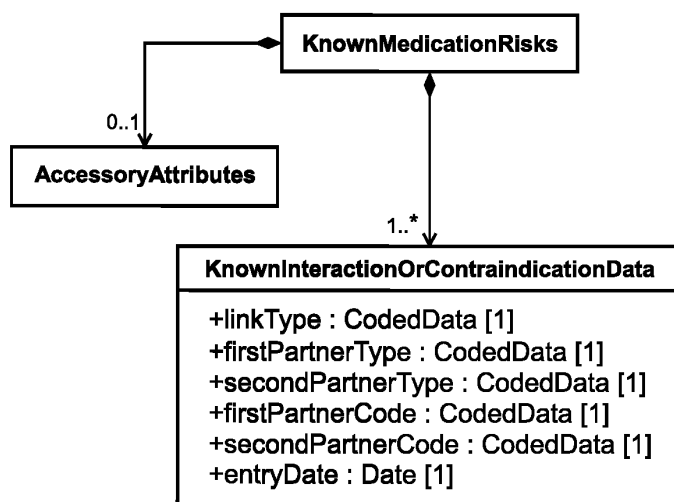 KnownMedicationRisks
0..1
AccessoryAttributes
1..*
KnownInteractionOrContraindicationData
+linkType : CodedData [1]
+firstPartnerType : CodedData [1]
+secondPartnerType : CodedData [1]
+firstPartnerCode : CodedData [1]
+secondPartnerCode : CodedData [1]
+entryDate : Date [1]